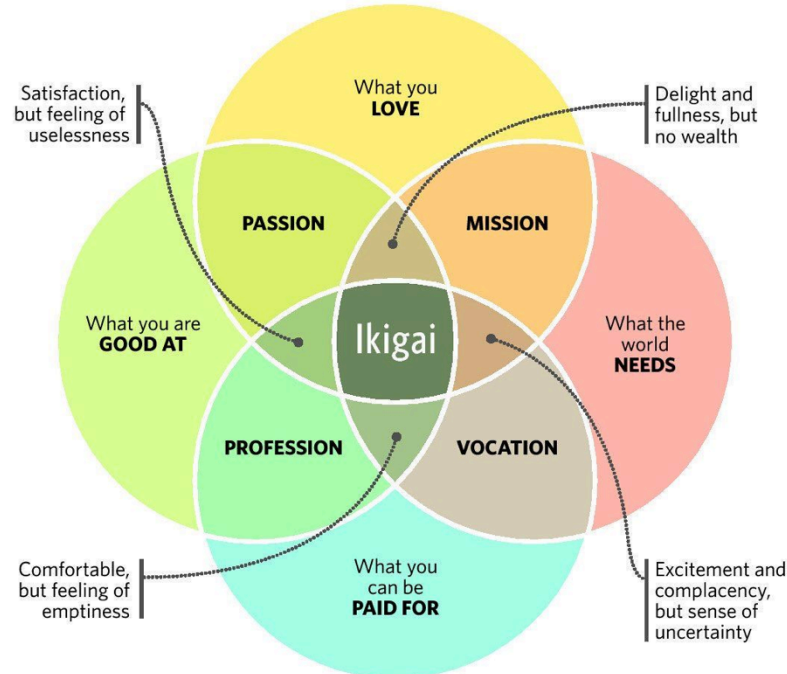 What you
LOVE
Satisfaction,
but feeling of
uselessness
Delight and
fullness, but
no wealth
PASSION
MISSION
What you are
GOOD AT
Ikigai
What the
world
NEEDS
PROFESSION
VOCATION
Comfortable,
but feeling of
emptiness
What you
can be
PAID FOR
Excitement and
complacency,
but sense of
uncertainty